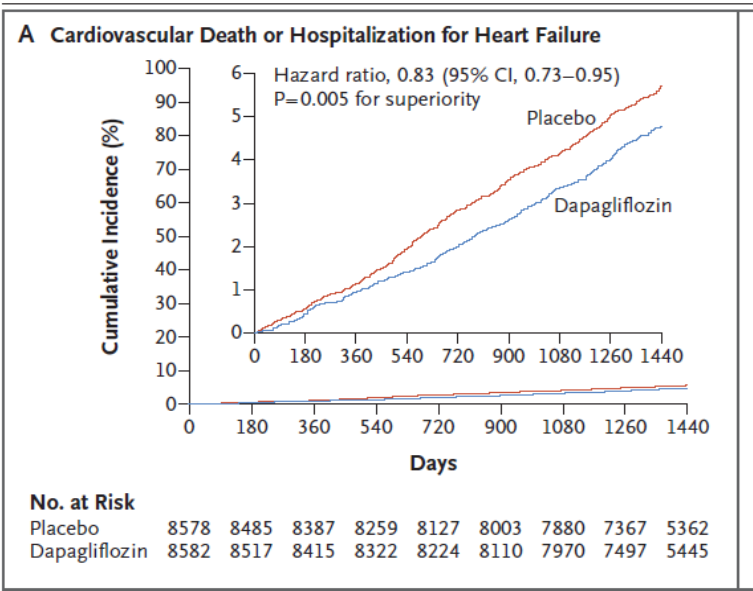 A Cardiovascular Death or Hospitalization for Heart Failure
Cumulative Incidence (%)
100
90
80
70
60
50
40
30
20
10
0
6
5
4
3
2
1
0
Hazard ratio, 0.83 (95% CI, 0.73–0.95)
P=0.005 for superiority
Placebo
Dapagliflozin
0 180 360 540 720 900 1080 1260 1440
0 180 360 540 720 900 1080 1260 1440
Days
No. at Risk
Placebo 8578 8485 8387 8259 8127 8003 7880 7367 5362
Dapagliflozin 8582 8517 8415 8322 8224 8110 7970 7497 5445